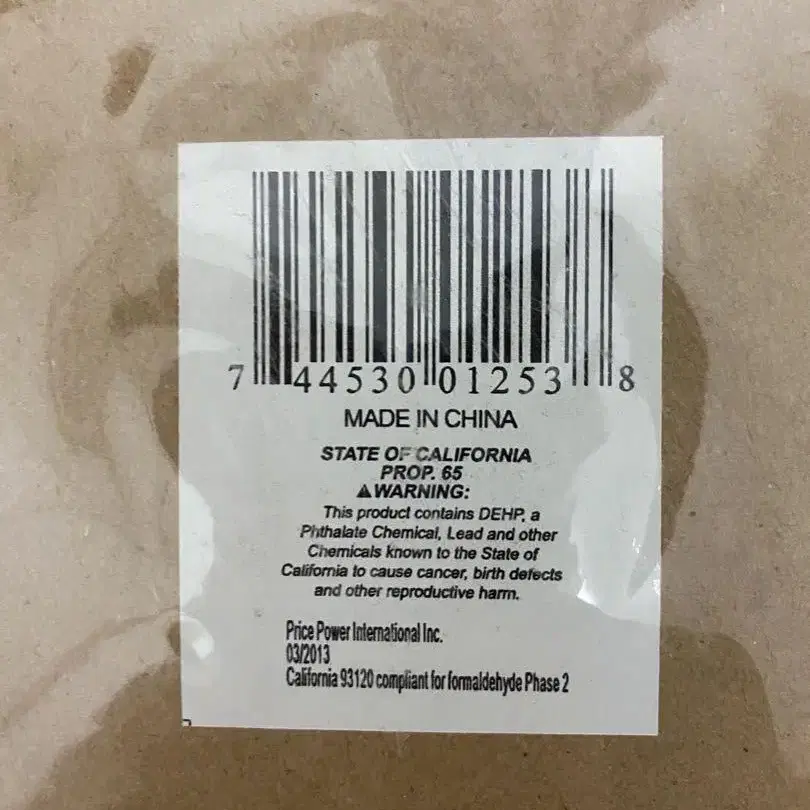 7 44530 01253 8
MADE IN CHINA
STATE OF CALIFORNIA
PROP. 65
⚠WARNING:
This product contains DEHP, a
Phthalate Chemical, Lead and other
Chemicals known to the State of
California to cause cancer, birth defects
and other reproductive harm.
Price Power International Inc.
03/2013
California 93120 compliant for formaldehyde Phase 2